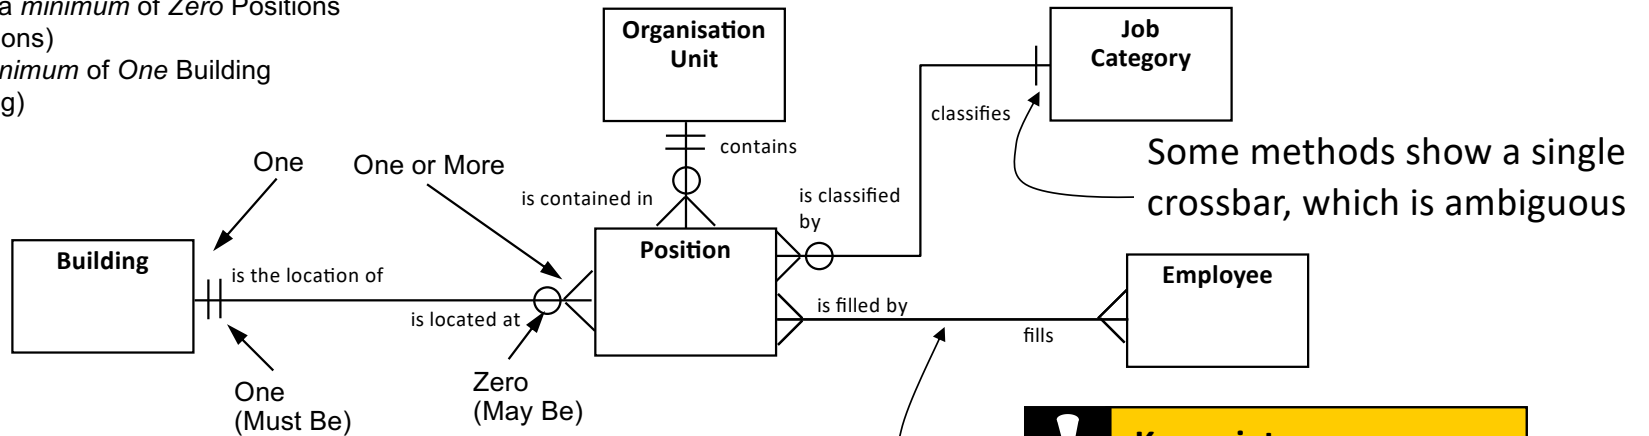 a minimum of Zero Positions
ons)
nimum of One Building
g)
Organisation
Unit
Job
Category
classifies
contains
Some methods show a single
crossbar, which is ambiguous
One
One or More
is contained in
is classified
by
Building
is the location of
is located at
Position
is filled by
fills
Employee
One
(Must Be)
Zero
(May Be)